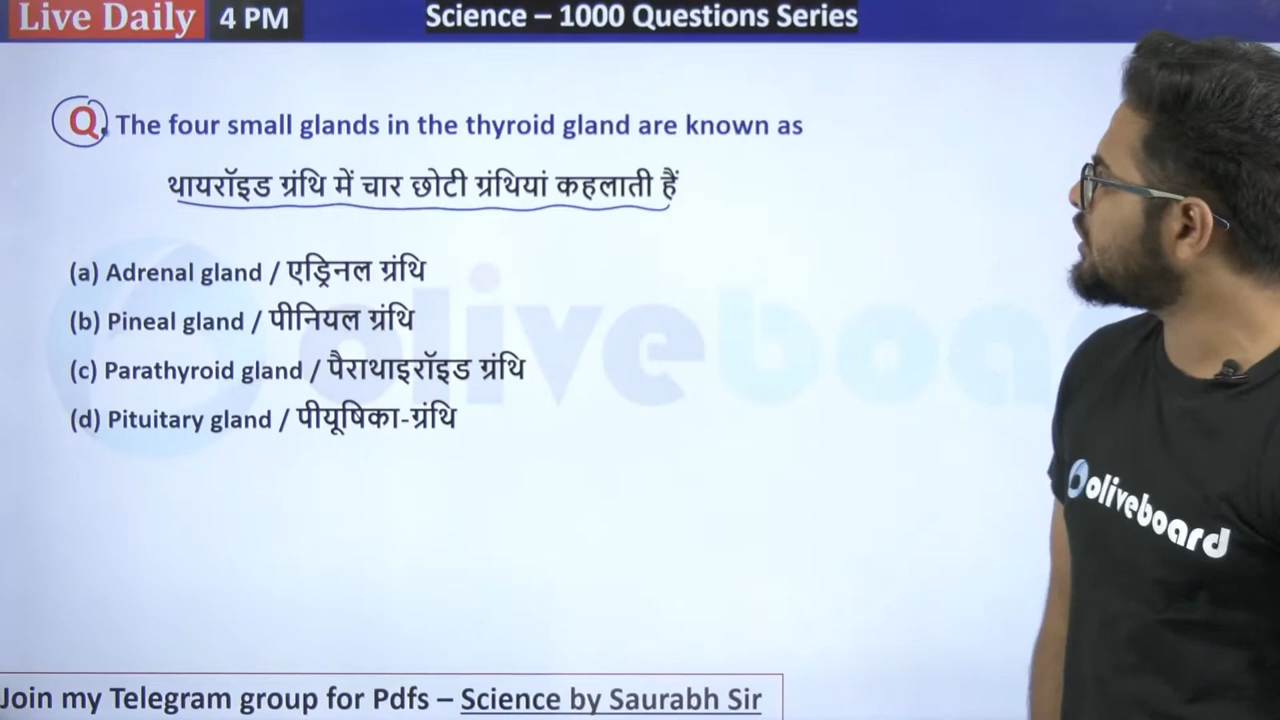 Live Daily 4 PM
Science – 1000 Questions Series
Q. The four small glands in the thyroid gland are known as
थायरॉइड ग्रंथि में चार छोटी ग्रंथियां कहलाती हैं
(a) Adrenal gland / एड्रिनल ग्रंथि
(b) Pineal gland / पीनियल ग्रंथि
(c) Parathyroid gland / पैराथाइरॉइड ग्रंथि
(d) Pituitary gland / पीयूषिका-ग्रंथि
oliveboa
oliveboard
Join my Telegram group for Pdfs – Science by Saurabh Sir